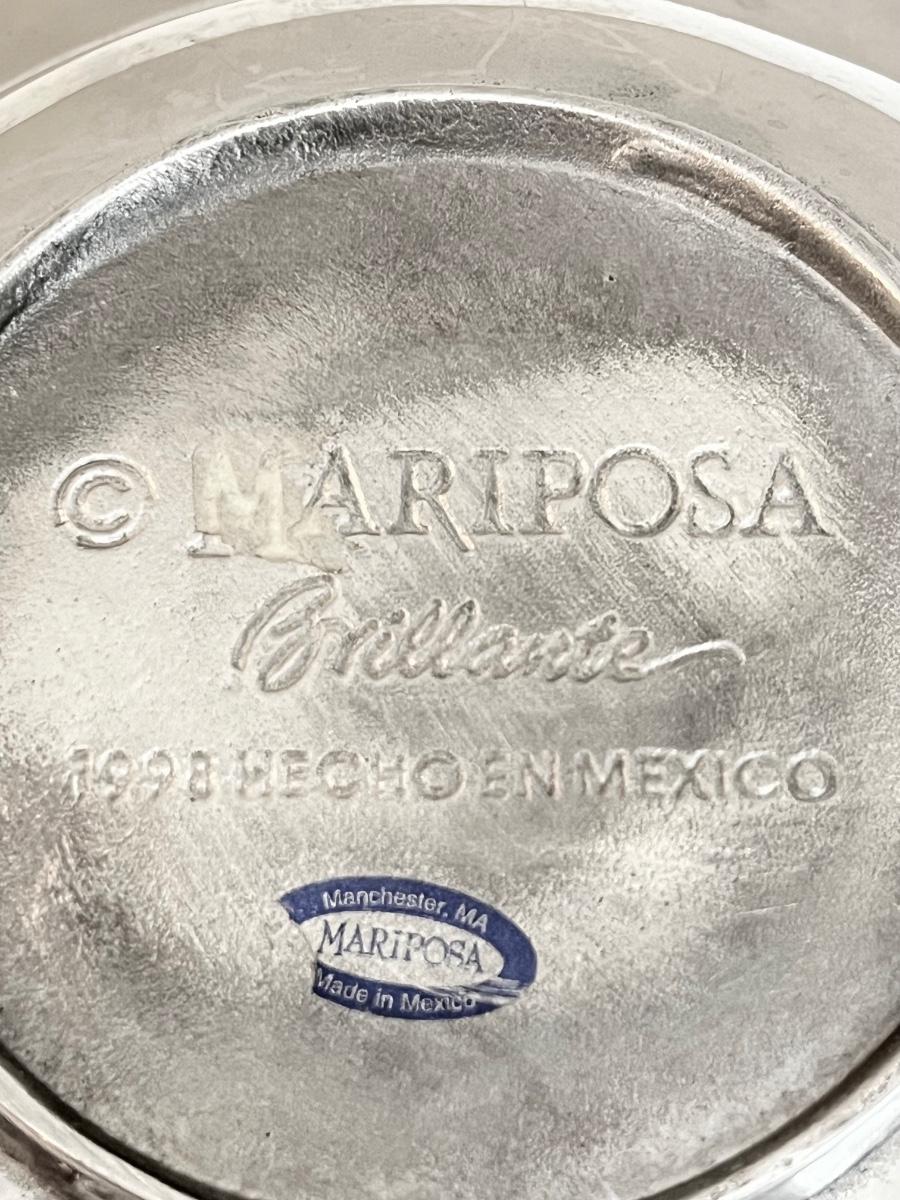 © MARIPOSA
Brillante
1998 HECHO EN MEXICO
Manchester, MA
MARIPOSA
Made in Mexico